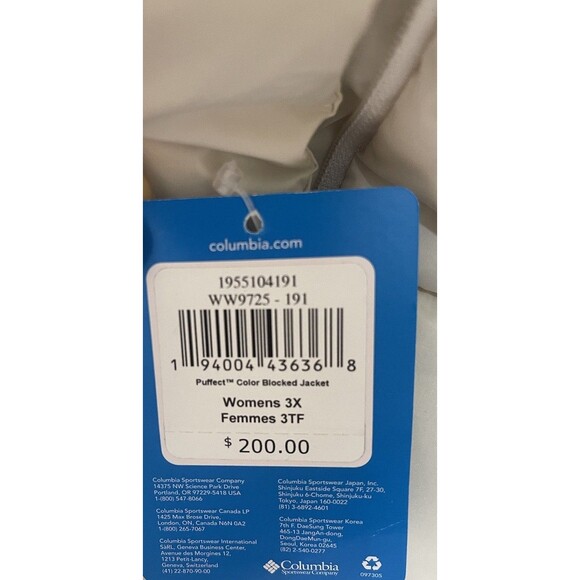 columbia.com
1955104191
WW9725 - 191
1 94004 43636 8
Puffect™ Color Blocked Jacket
Womens 3X
Femmes 3TF
$ 200.00
Columbia Sportswear Company
14375 NW Science Park Drive
Portland, OR 97229-5418 USA
1-(800) 547-8066
Columbia Sportswear Canada LP
1425 Max Brose Drive,
London, ON, Canada N6N 0A2
1-(800) 265-7067
Columbia Sportswear International
SàRL, Geneva Business Center,
Avenue des Morgines 12,
1213 Petit-Lancy,
Geneva, Switzerland
(41) 22-870-90-00
Columbia Sportswear Japan, Inc.
Shinjuku Eastside Square 7F, 27-30,
Shinjuku 6-Chome, Shinjuku-ku
Tokyo, Japan 160-0022
(81) 3-6892-4601
Columbia Sportswear Korea
7th F. DaeSung Tower
465-13 JangAn-dong,
DongDaeMun-gu,
Seoul, Korea 02645
(82) 2-540-0277
Columbia
Sportswear Company
097305